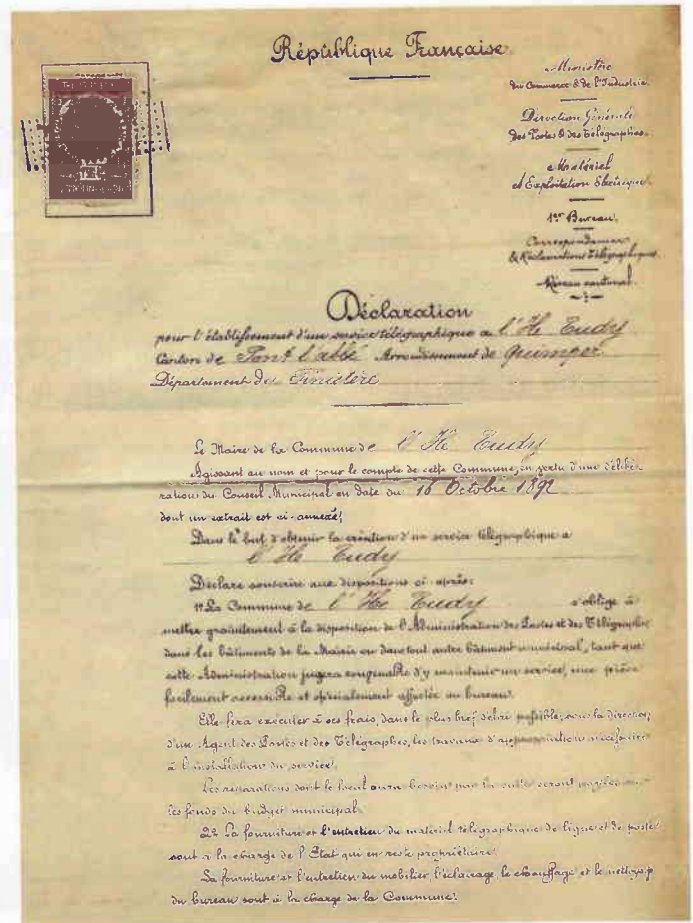 République Française
Ministère
du Commerce & de l'Industrie.
Direction Générale
des Postes & des Télégraphes.
Matériel
et Exploitation Électrique.
1er Bureau.
Correspondances
& Réclamations Télégraphiques.
Réseau cantonal.
Déclaration
pour l'établissement d'un service télégraphique à l'Ile Tudy
Canton de Pont l'abbé Arrondissement de Quimper
Département du Finistère
Le Maire de la Commune de l'Ile Tudy
Agissant au nom et pour le compte de cette Commune, en vertu d'une délibé-
ration du Conseil Municipal en date du 16 Octobre 1892
dont un extrait est ci-annexé,
Dans le but d'obtenir la création d'un service télégraphique à
l'Ile Tudy
Déclare souscrire aux dispositions ci-après:
1º La Commune de l'Ile Tudy s'oblige à
mettre gratuitement à la disposition de l'Administration des Postes et des Télégraphes
dans les bâtiments de la Mairie ou dans tout autre bâtiment municipal, tant que
cette Administration jugera convenable d'y maintenir un service, une pièce
facilement accessible et spécialement affectée au bureau.
Elle fera exécuter à ses frais, dans le plus bref délai possible, sous la direction
d'un Agent des Postes et des Télégraphes, les travaux d'appropriation nécessaires
à l'installation du service.
Les réparations dont le local aura besoin par la suite seront payées
les fonds du budget municipal.
2º La fourniture et l'entretien du matériel télégraphique de ligne et de poste
sont à la charge de l'Etat qui en reste propriétaire.
La fourniture et l'entretien du mobilier, l'éclairage, le chauffage et le nettoyage
du bureau sont à la charge de la Commune.